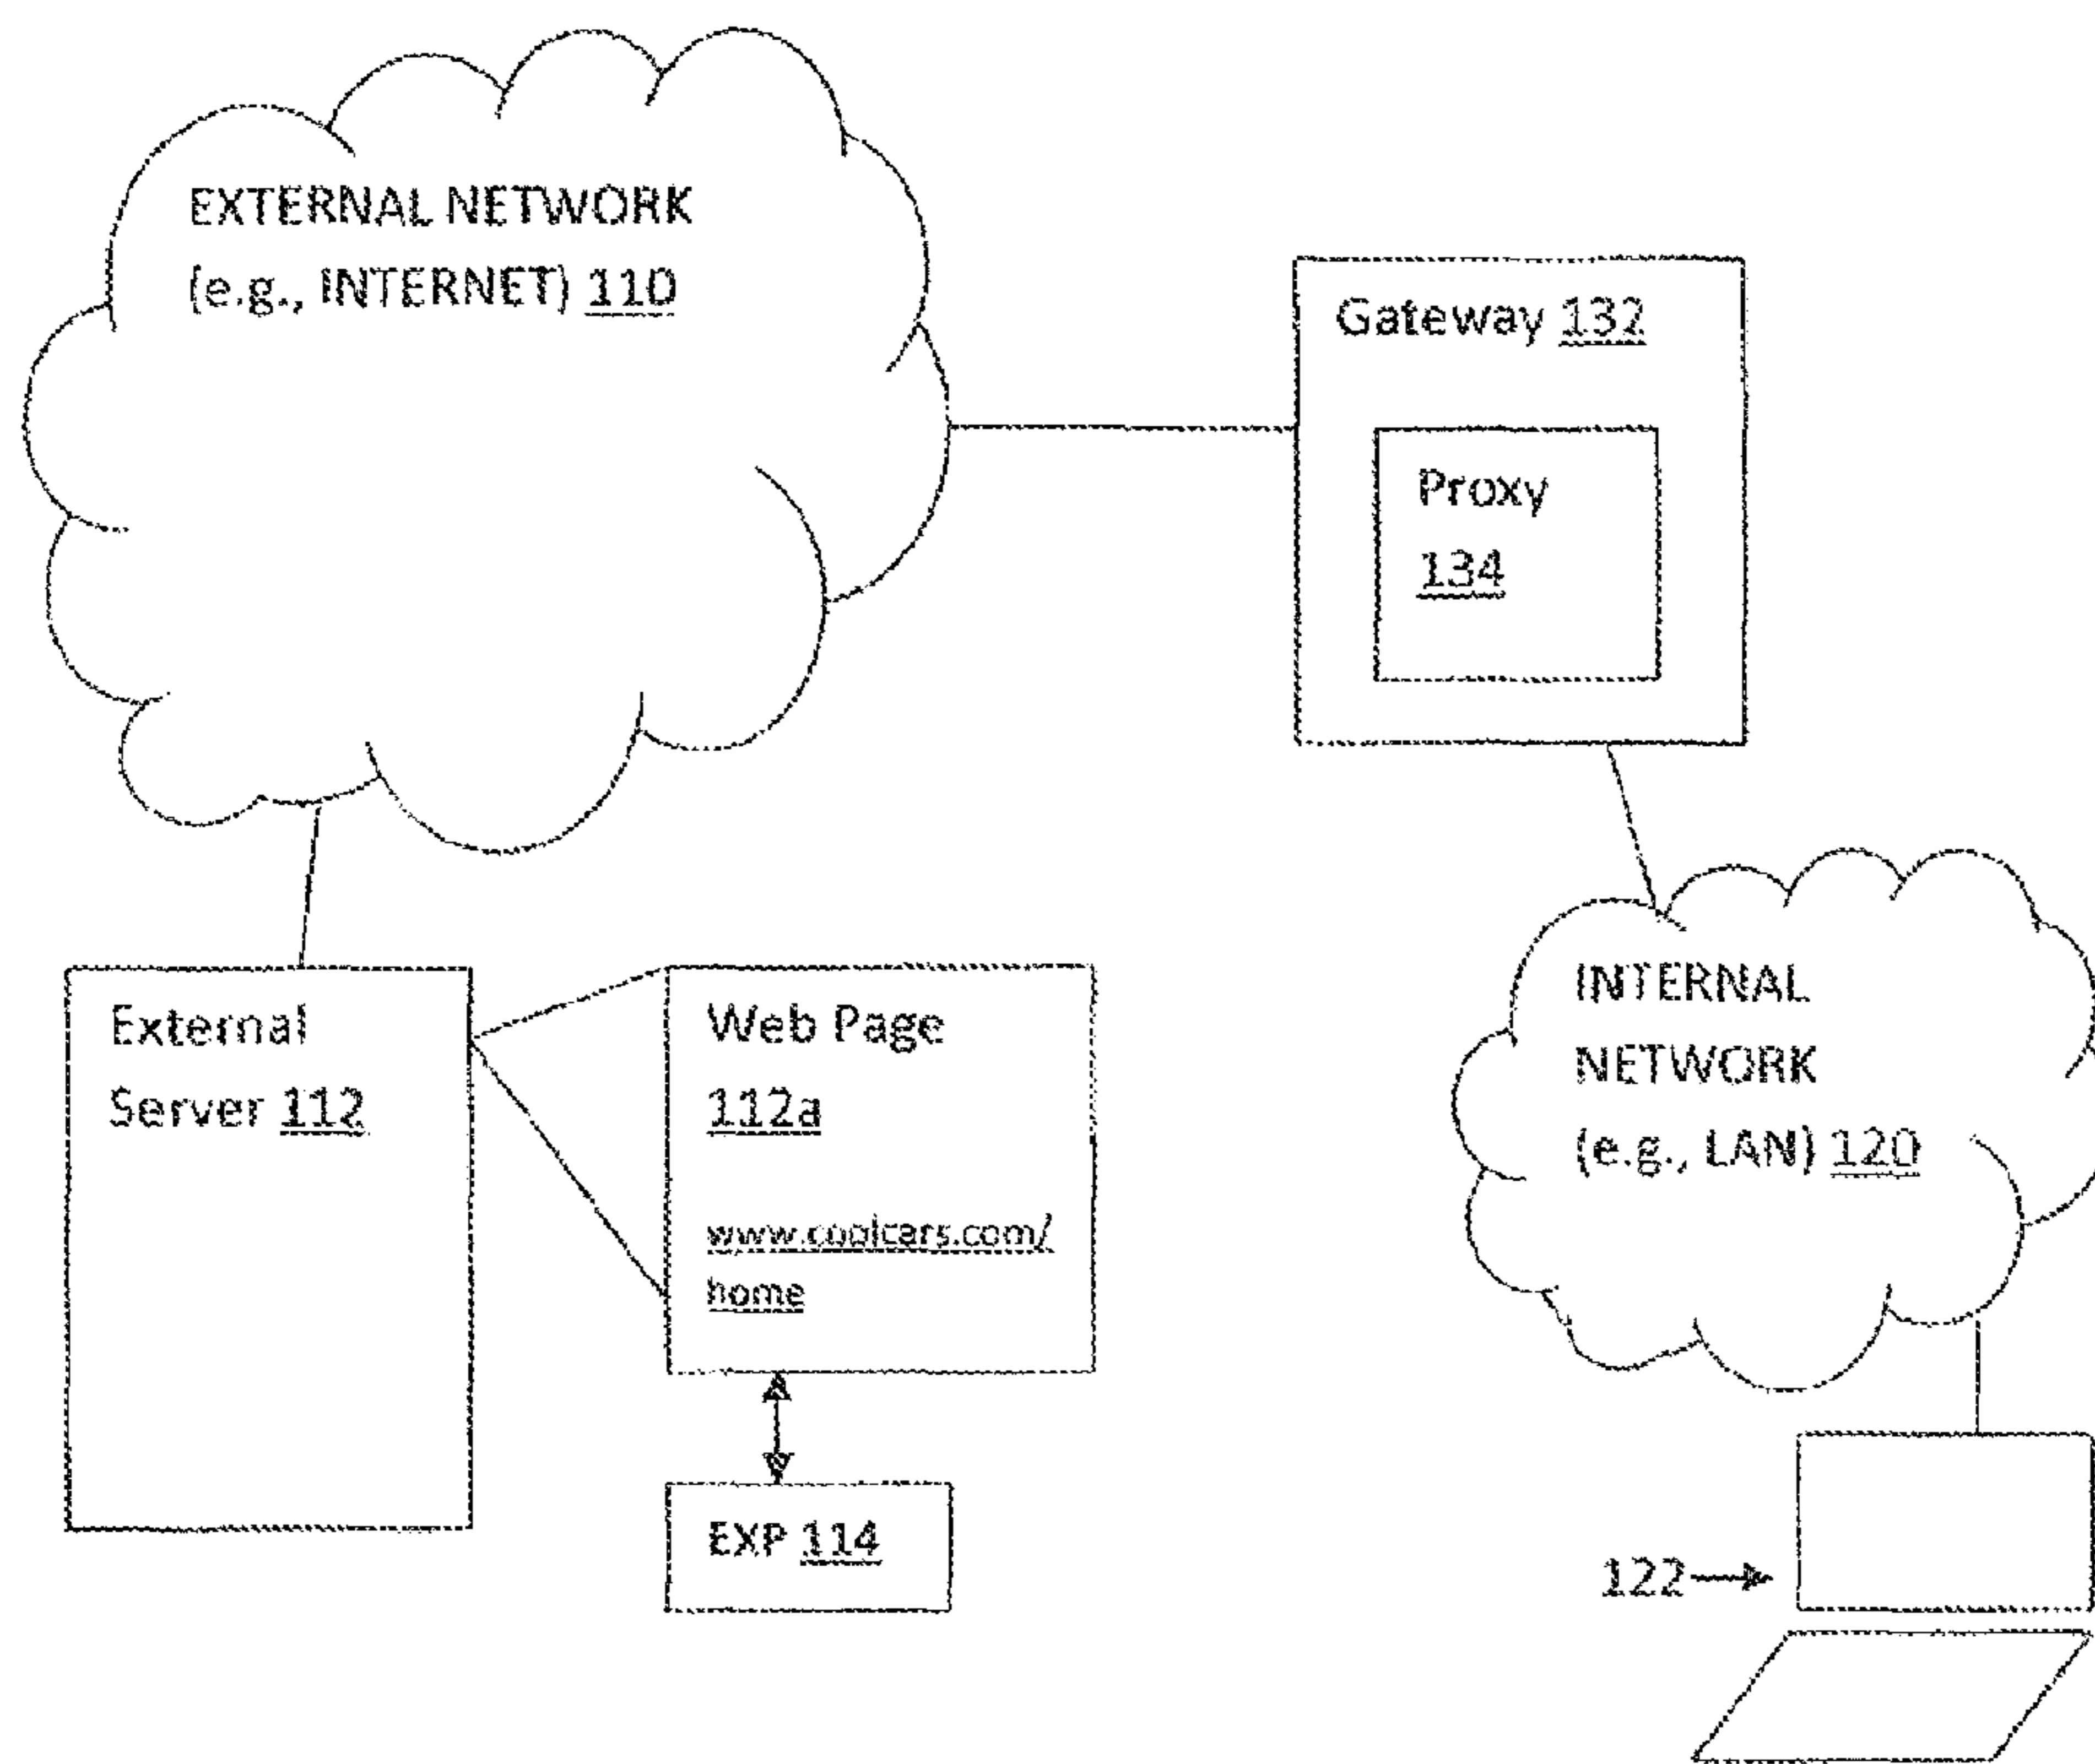 EXTERNAL NETWORK
(e.g., INTERNET) 110
Gateway 132
Proxy
134
External
Server 112
Web Page
112a
www.coolcars.com/
home
EXP 114
INTERNAL
NETWORK
(e.g., LAN) 120
122